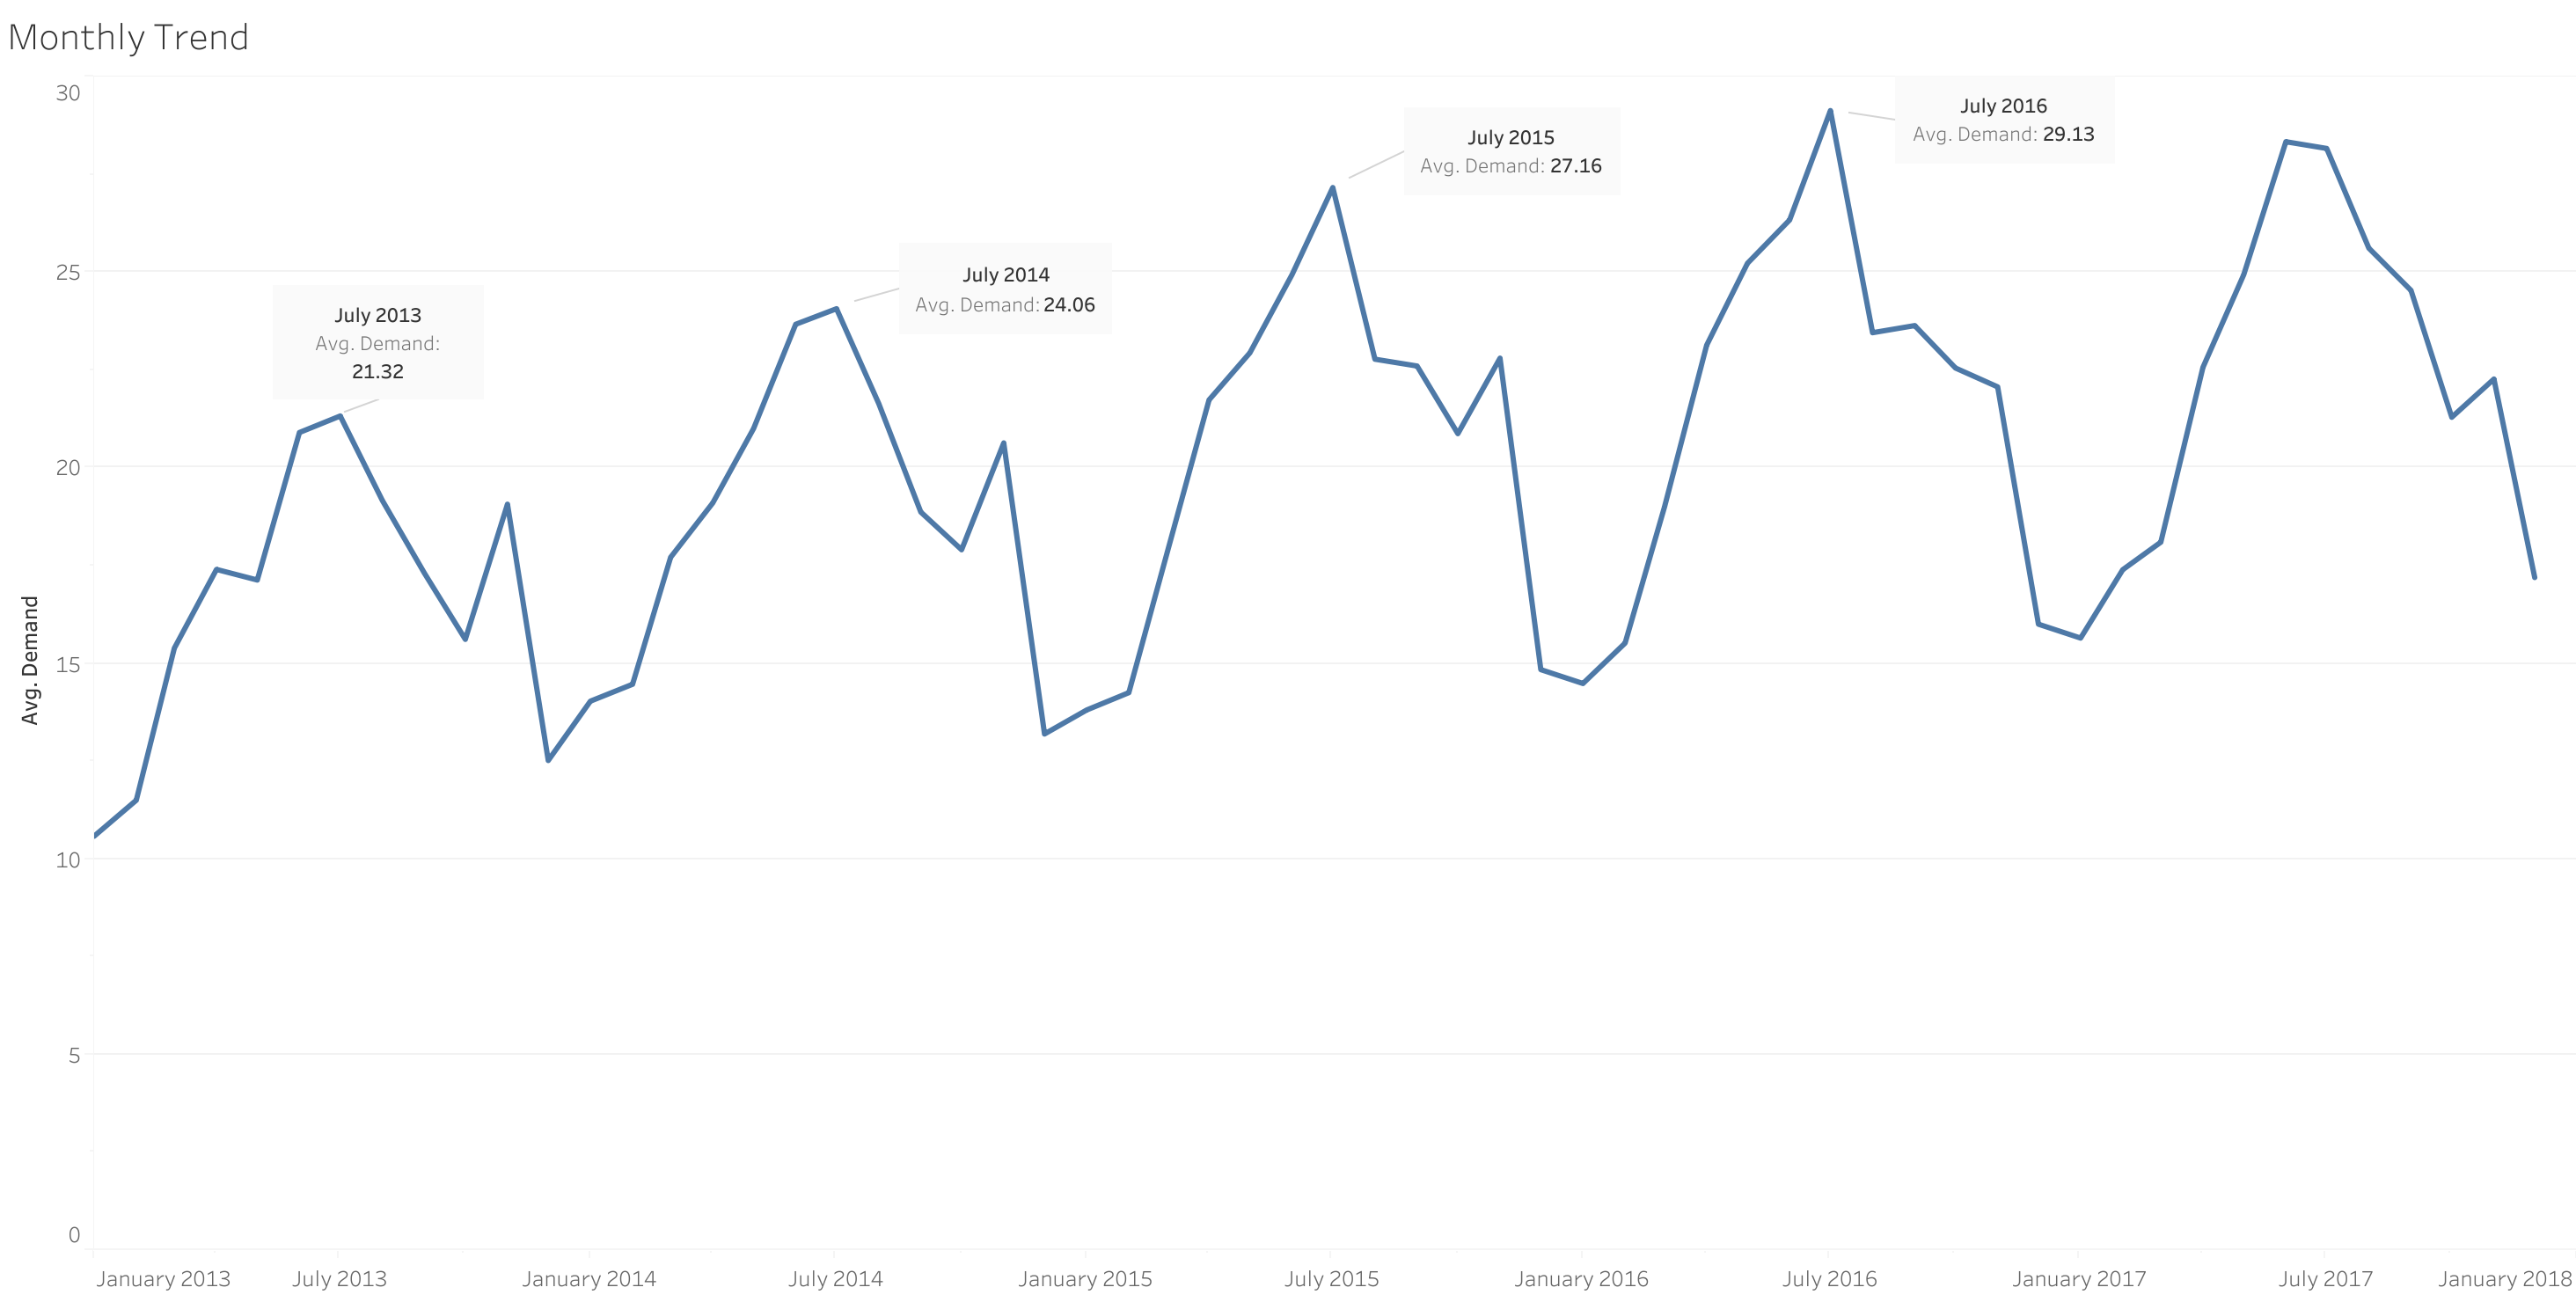 Monthly Trend
30
25
20
15
10
5
0
Avg. Demand
July 2013
Avg. Demand:
21.32
July 2014
Avg. Demand: 24.06
July 2015
Avg. Demand: 27.16
July 2016
Avg. Demand: 29.13
January 2013
July 2013
January 2014
July 2014
January 2015
July 2015
January 2016
July 2016
January 2017
July 2017
January 2018